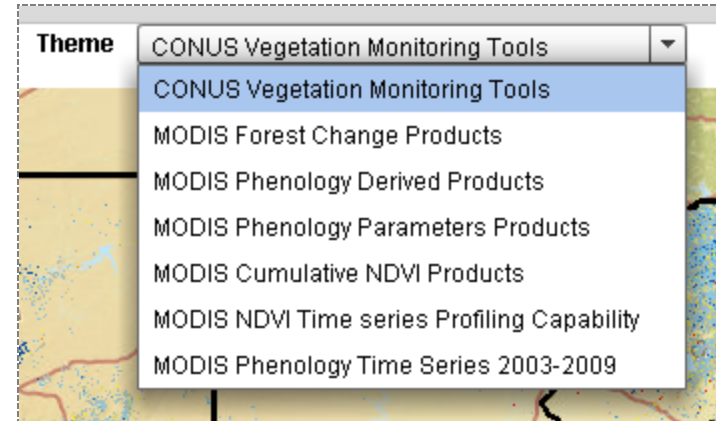 Theme CONUS Vegetation Monitoring Tools
CONUS Vegetation Monitoring Tools
MODIS Forest Change Products
MODIS Phenology Derived Products
MODIS Phenology Parameters Products
MODIS Cumulative NDVI Products
MODIS NDVI Time series Profiling Capability
MODIS Phenology Time Series 2003-2009